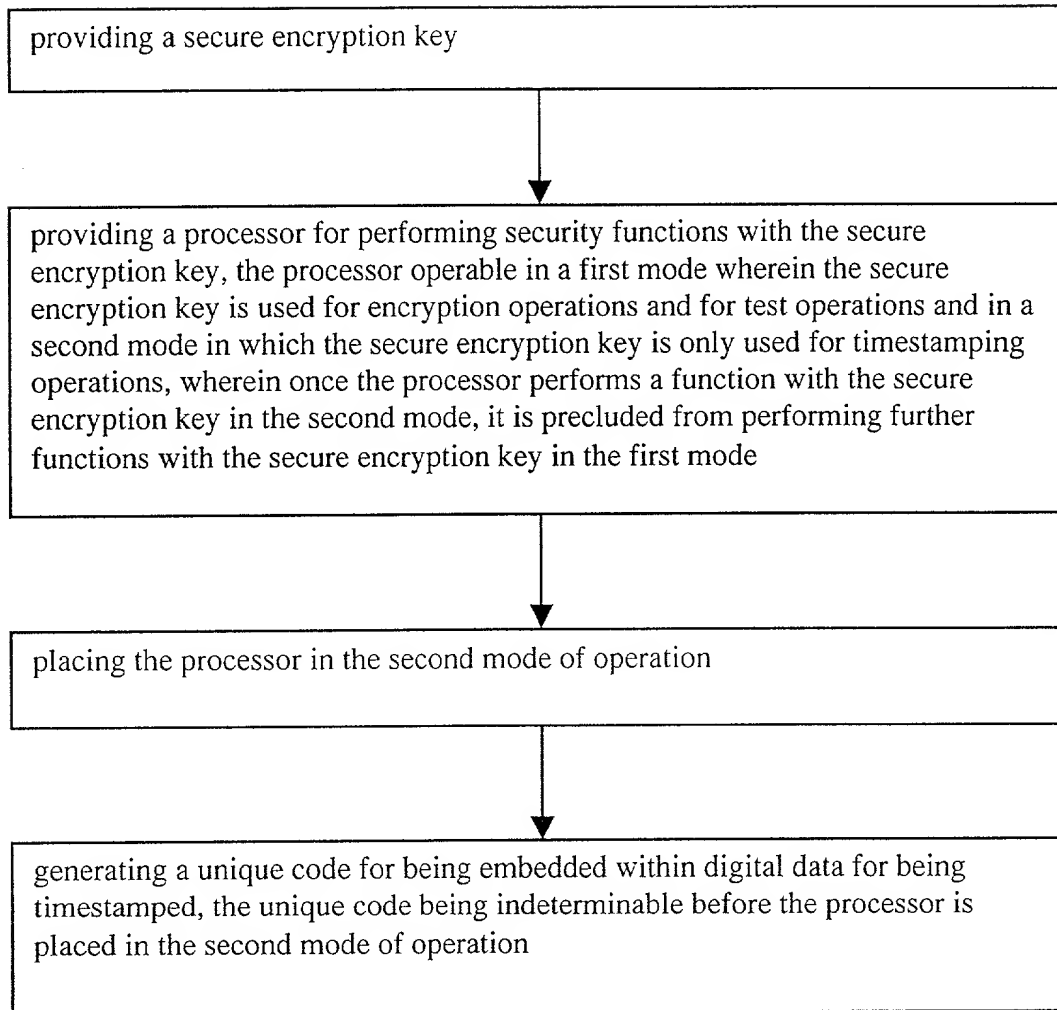 providing a secure encryption key
providing a processor for performing security functions with the secure
encryption key, the processor operable in a first mode wherein the secure
encryption key is used for encryption operations and for test operations and in a
second mode in which the secure encryption key is only used for timestamping
operations, wherein once the processor performs a function with the secure
encryption key in the second mode, it is precluded from performing further
functions with the secure encryption key in the first mode
placing the processor in the second mode of operation
generating a unique code for being embedded within digital data for being
timestamped, the unique code being indeterminable before the processor is
placed in the second mode of operation